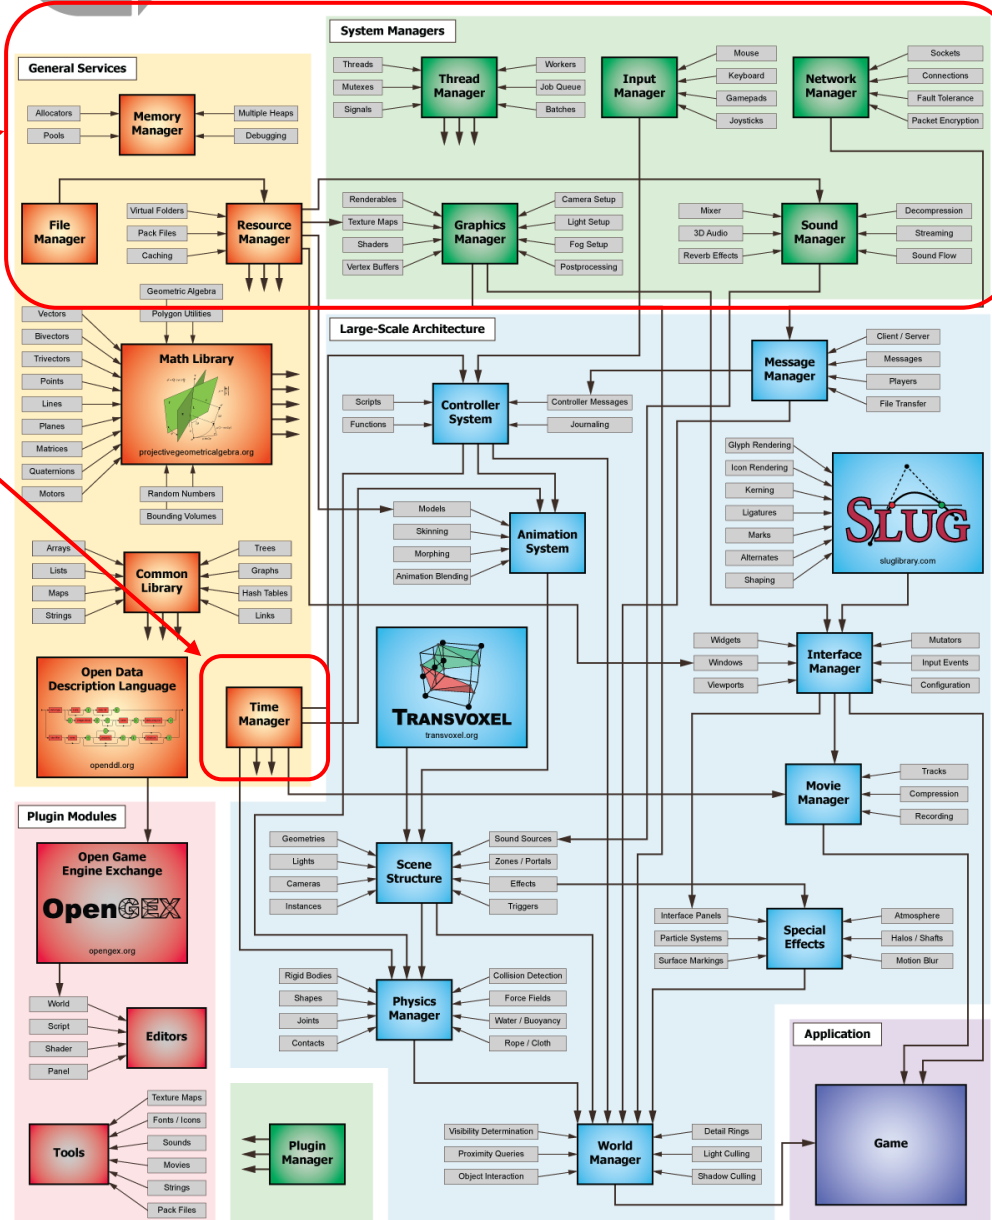 System Managers
Threads
Mutexes
Signals
Thread
Manager
Workers
Job Queue
Batches
Input
Manager
Mouse
Keyboard
Gamepads
Joysticks
Network
Manager
Sockets
Connections
Fault Tolerance
Packet Encryption
General Services
Allocators
Pools
Memory
Manager
Multiple Heaps
Debugging
File
Manager
Virtual Folders
Pack Files
Caching
Resource
Manager
Renderables
Texture Maps
Shaders
Vertex Buffers
Graphics
Manager
Camera Setup
Light Setup
Fog Setup
Postprocessing
Mixer
3D Audio
Reverb Effects
Sound
Manager
Decompression
Streaming
Sound Flow
Geometric Algebra
Polygon Utilities
Vectors
Bivectors
Trivectors
Points
Lines
Planes
Matrices
Quaternions
Motors
Math Library
projectivegeometricalgebra.org
Random Numbers
Bounding Volumes
Large-Scale Architecture
Scripts
Functions
Controller
System
Controller Messages
Journaling
Message
Manager
Client / Server
Messages
Players
File Transfer
Glyph Rendering
Icon Rendering
Kerning
Ligatures
Marks
Alternates
Shaping
SLUG
sluglibrary.com
Models
Skinning
Morphing
Animation Blending
Animation
System
Arrays
Lists
Maps
Strings
Common
Library
Trees
Graphs
Hash Tables
Links
Open Data
Description Language
openddl.org
Time
Manager
TRANSVOXEL
transvoxel.org
Widgets
Windows
Viewports
Interface
Manager
Mutators
Input Events
Configuration
Movie
Manager
Tracks
Compression
Recording
Plugin Modules
Open Game
Engine Exchange
OpenGEX
opengex.org
World
Script
Shader
Panel
Editors
Tools
Texture Maps
Fonts / Icons
Sounds
Movies
Strings
Pack Files
Geometries
Lights
Cameras
Instances
Scene
Structure
Sound Sources
Zones / Portals
Effects
Triggers
Interface Panels
Particle Systems
Surface Markings
Special
Effects
Atmosphere
Halos / Shafts
Motion Blur
Rigid Bodies
Shapes
Joints
Contacts
Physics
Manager
Collision Detection
Force Fields
Water / Buoyancy
Rope / Cloth
Plugin
Manager
Visibility Determination
Proximity Queries
Object Interaction
World
Manager
Detail Rings
Light Culling
Shadow Culling
Application
Game